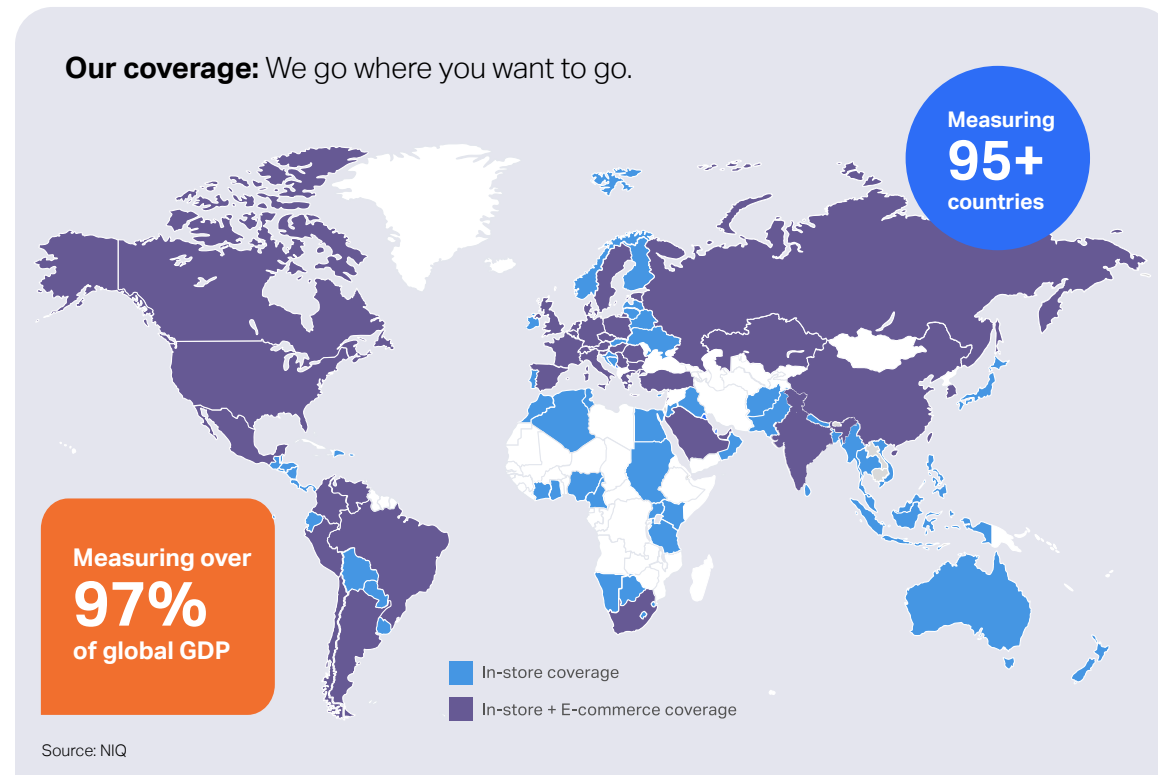 Our coverage: We go where you want to go.
Measuring
95+
countries
Measuring over
97%
of global GDP
In-store coverage
In-store + E-commerce coverage
Source: NIQ